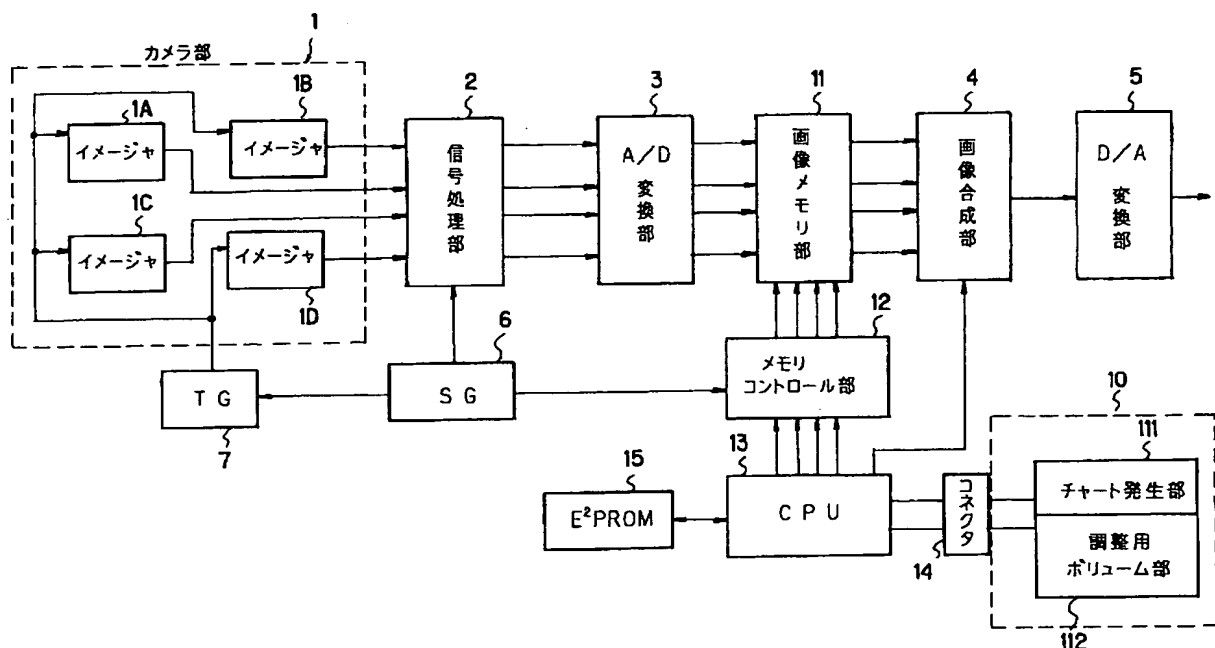 1
カメラ部
1A
イメージャ
1B
イメージャ
1C
イメージャ
イメージャ
1D
2
信号処理部
3
A/D
変換部
11
画像メモリ部
4
画像合成部
5
D/A
変換部
TG
7
6
SG
12
メモリ
コントロール部
13
CPU
15
E²PROM
コネクタ
14
10
111
チャート発生部
調整用
ボリューム部
112